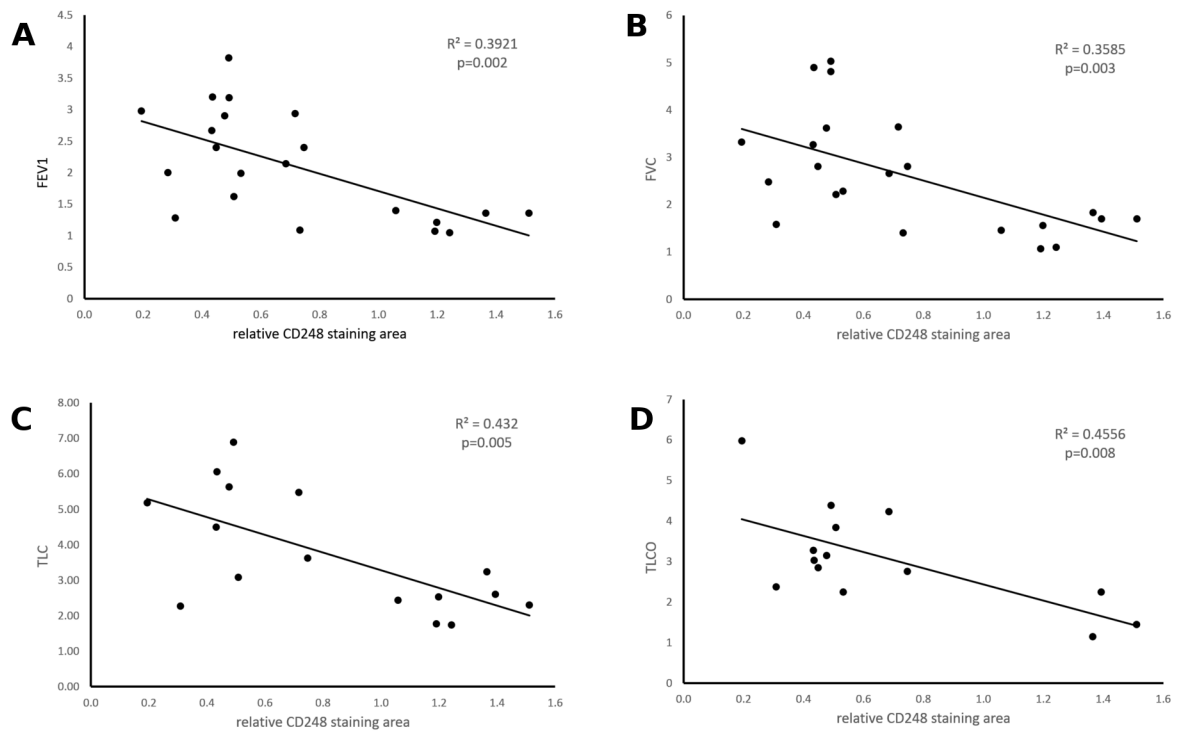 A
4.5
4
3.5
3
2.5
2
1.5
1
0.5
0
FEV1
R² = 0.3921
p=0.002
0.0 0.2 0.4 0.6 0.8 1.0 1.2 1.4 1.6
relative CD248 staining area
B
6
5
4
3
2
1
0
FVC
R² = 0.3585
p=0.003
0.0 0.2 0.4 0.6 0.8 1.0 1.2 1.4 1.6
relative CD248 staining area
C
8.00
7.00
6.00
5.00
4.00
3.00
2.00
1.00
0.00
TLC
R² = 0.432
p=0.005
0.0 0.2 0.4 0.6 0.8 1.0 1.2 1.4 1.6
relative CD248 staining area
D
7
6
5
4
3
2
1
0
TLCO
R² = 0.4556
p=0.008
0.0 0.2 0.4 0.6 0.8 1.0 1.2 1.4 1.6
relative CD248 staining area